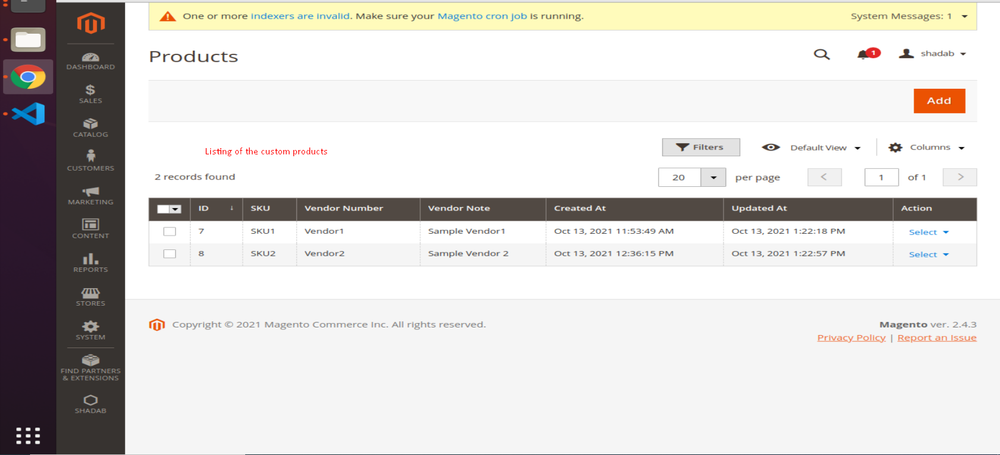 One or more indexers are invalid. Make sure your Magento cron job is running.
System Messages: 1
Products
1
shadab
Add
Filters
Default View
Columns
Listing of the custom products
2 records found
20
per page
<
1
of 1
>
ID ↓ SKU Vendor Number Vendor Note Created At Updated At Action
7 SKU1 Vendor1 Sample Vendor1 Oct 13, 2021 11:53:49 AM Oct 13, 2021 1:22:18 PM Select
8 SKU2 Vendor2 Sample Vendor 2 Oct 13, 2021 12:36:15 PM Oct 13, 2021 1:22:57 PM Select
Copyright © 2021 Magento Commerce Inc. All rights reserved.
Magento ver. 2.4.3
Privacy Policy | Report an Issue
DASHBOARD
SALES
CATALOG
CUSTOMERS
MARKETING
CONTENT
REPORTS
STORES
SYSTEM
FIND PARTNERS
& EXTENSIONS
SHADAB